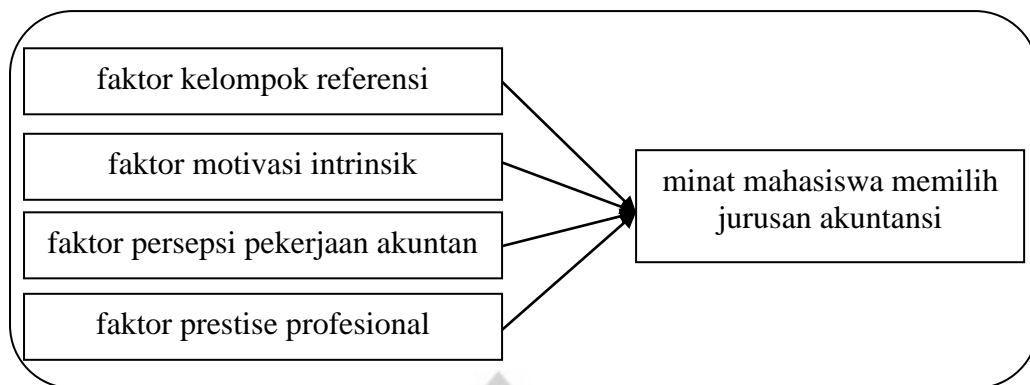 faktor kelompok referensi
faktor motivasi intrinsik
faktor persepsi pekerjaan akuntan
faktor prestise profesional
minat mahasiswa memilih
jurusan akuntansi